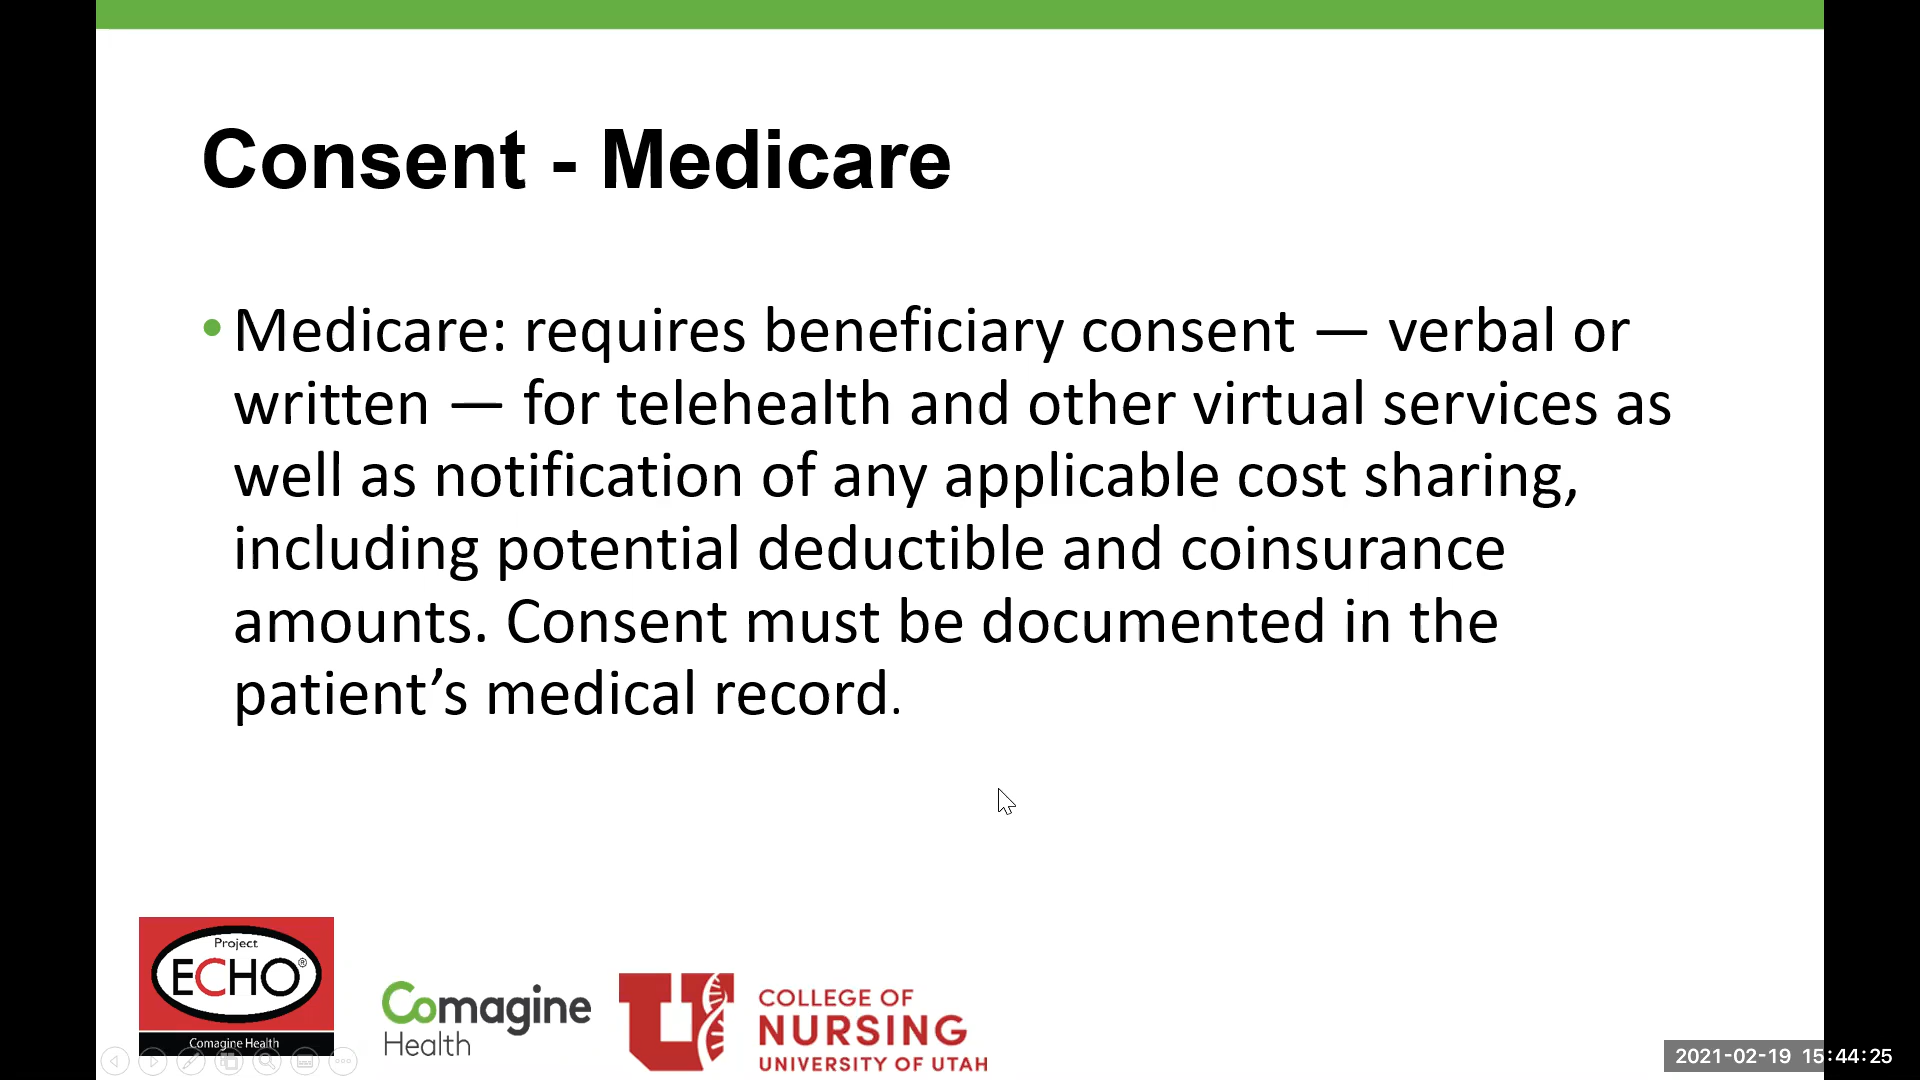 Consent - Medicare
• Medicare: requires beneficiary consent — verbal or
written — for telehealth and other virtual services as
well as notification of any applicable cost sharing,
including potential deductible and coinsurance
amounts. Consent must be documented in the
patient’s medical record.
Project
ECHO®
Comagine Health
Comagine
Health
U
COLLEGE OF
NURSING
UNIVERSITY OF UTAH
2021-02-19 15:44:25